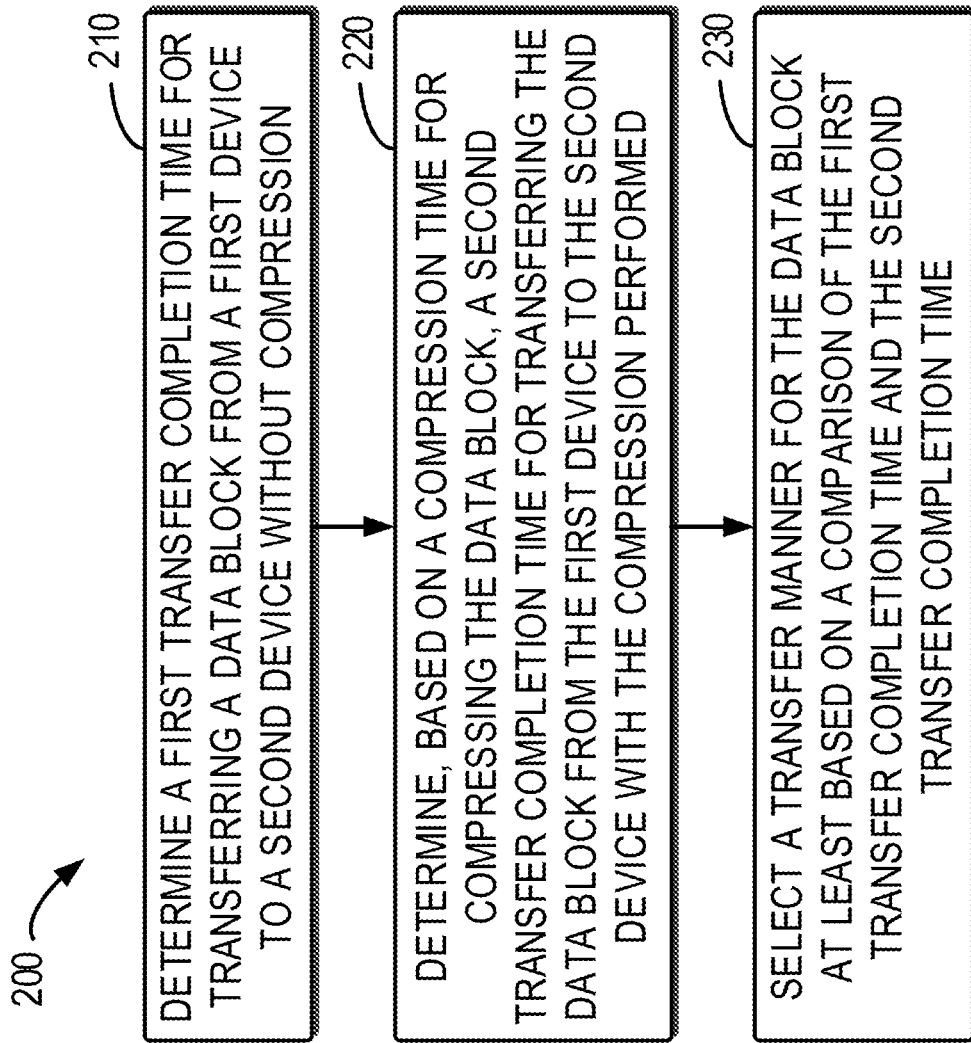 200
210
DETERMINE A FIRST TRANSFER COMPLETION TIME FOR
TRANSFERRING A DATA BLOCK FROM A FIRST DEVICE
TO A SECOND DEVICE WITHOUT COMPRESSION
220
DETERMINE, BASED ON A COMPRESSION TIME FOR
COMPRESSING THE DATA BLOCK, A SECOND
TRANSFER COMPLETION TIME FOR TRANSFERRING THE
DATA BLOCK FROM THE FIRST DEVICE TO THE SECOND
DEVICE WITH THE COMPRESSION PERFORMED
230
SELECT A TRANSFER MANNER FOR THE DATA BLOCK
AT LEAST BASED ON A COMPARISON OF THE FIRST
TRANSFER COMPLETION TIME AND THE SECOND
TRANSFER COMPLETION TIME